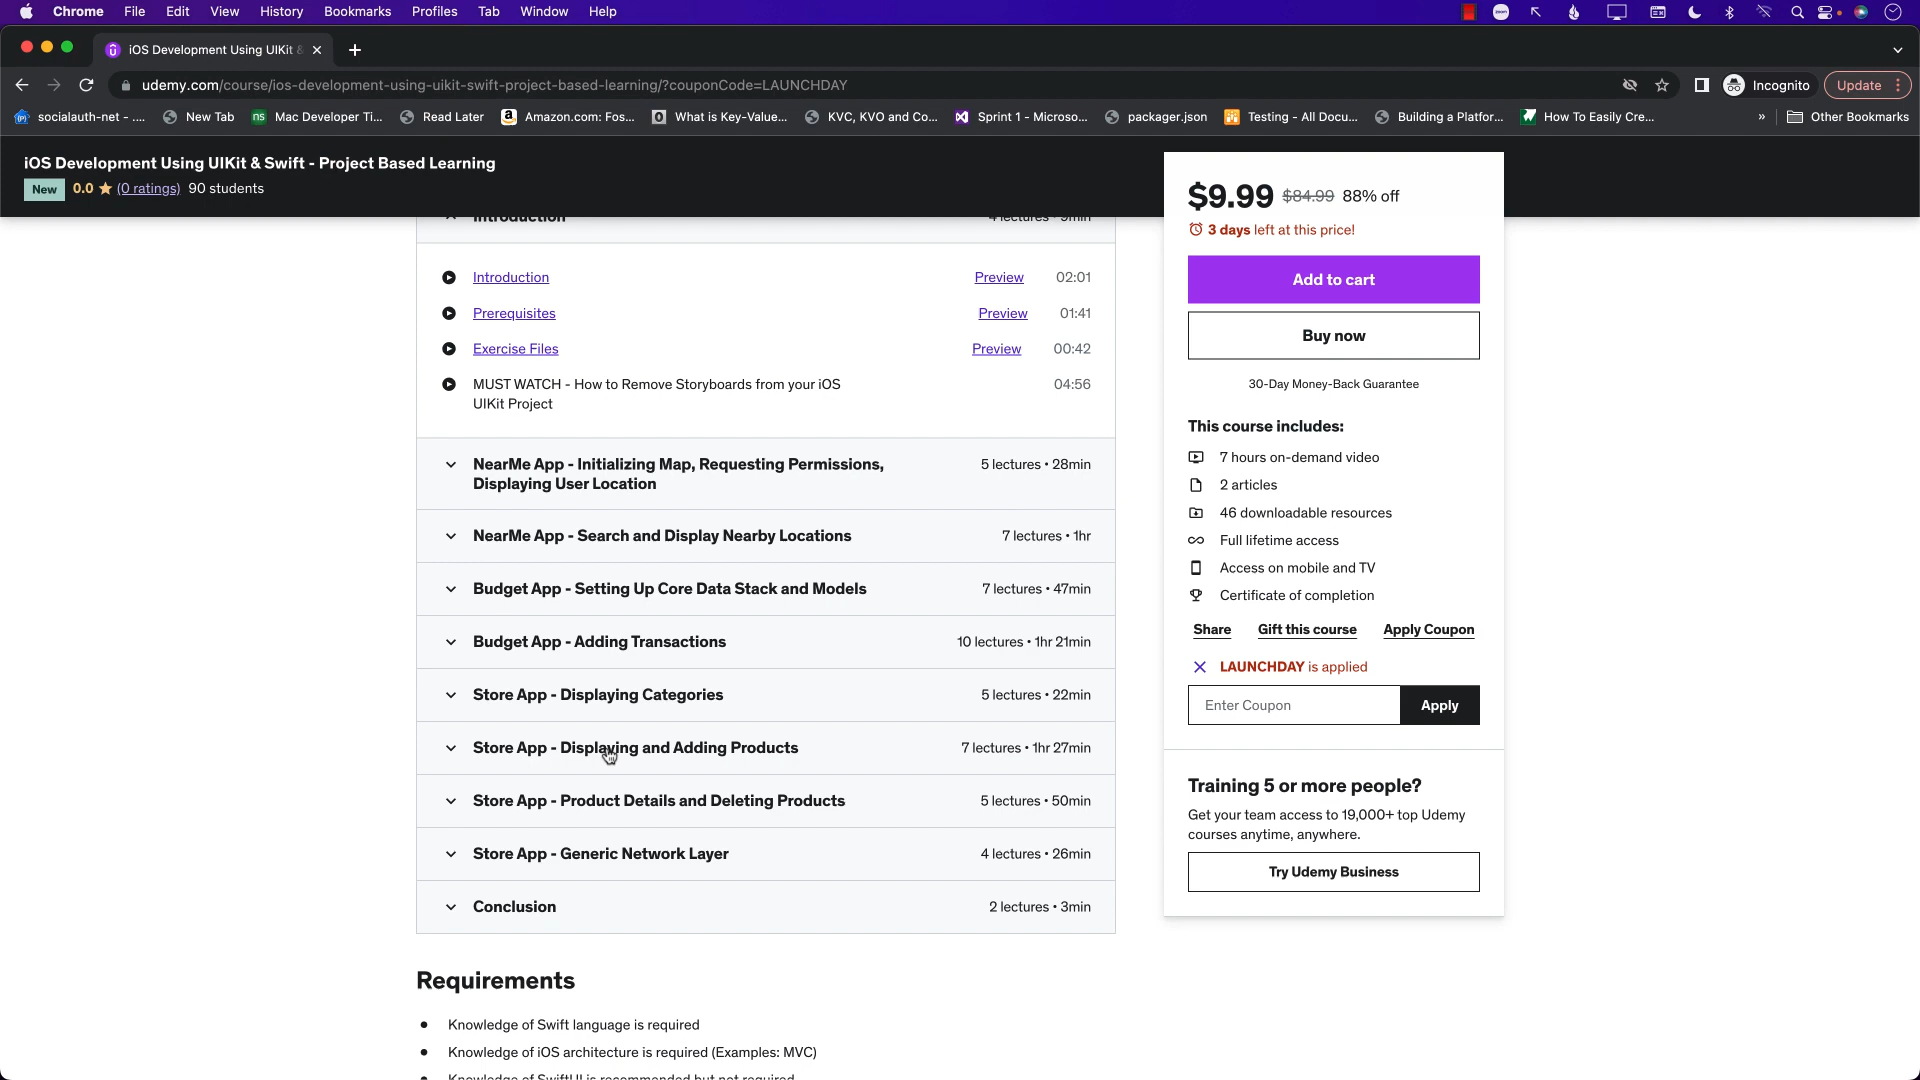 Chrome File Edit View History Bookmarks Profiles Tab Window Help
zoom
iOS Development Using UIKit &
udemy.com/course/ios-development-using-uikit-swift-project-based-learning/?couponCode=LAUNCHDAY
Incognito
Update
socialauth-net - ....
New Tab
Mac Developer Ti...
Read Later
Amazon.com: Fos...
What is Key-Value...
KVC, KVO and Co...
Sprint 1 - Microso...
packager.json
Testing - All Docu...
Building a Platfor...
How To Easily Cre...
»
Other Bookmarks
iOS Development Using UIKit & Swift - Project Based Learning
New 0.0 (0 ratings) 90 students
Introduction 4 lectures • 9min
Introduction Preview 02:01
Prerequisites Preview 01:41
Exercise Files Preview 00:42
MUST WATCH - How to Remove Storyboards from your iOS 04:56
UIKit Project
NearMe App - Initializing Map, Requesting Permissions, 5 lectures • 28min
Displaying User Location
NearMe App - Search and Display Nearby Locations 7 lectures • 1hr
Budget App - Setting Up Core Data Stack and Models 7 lectures • 47min
Budget App - Adding Transactions 10 lectures • 1hr 21min
Store App - Displaying Categories 5 lectures • 22min
Store App - Displaying and Adding Products 7 lectures • 1hr 27min
Store App - Product Details and Deleting Products 5 lectures • 50min
Store App - Generic Network Layer 4 lectures • 26min
Conclusion 2 lectures • 3min
Requirements
• Knowledge of Swift language is required
• Knowledge of iOS architecture is required (Examples: MVC)
• Knowledge of SwiftUI is recommended but not required
$9.99 $84.99 88% off
3 days left at this price!
Add to cart
Buy now
30-Day Money-Back Guarantee
This course includes:
7 hours on-demand video
2 articles
46 downloadable resources
Full lifetime access
Access on mobile and TV
Certificate of completion
Share Gift this course Apply Coupon
LAUNCHDAY is applied
Enter Coupon Apply
Training 5 or more people?
Get your team access to 19,000+ top Udemy
courses anytime, anywhere.
Try Udemy Business